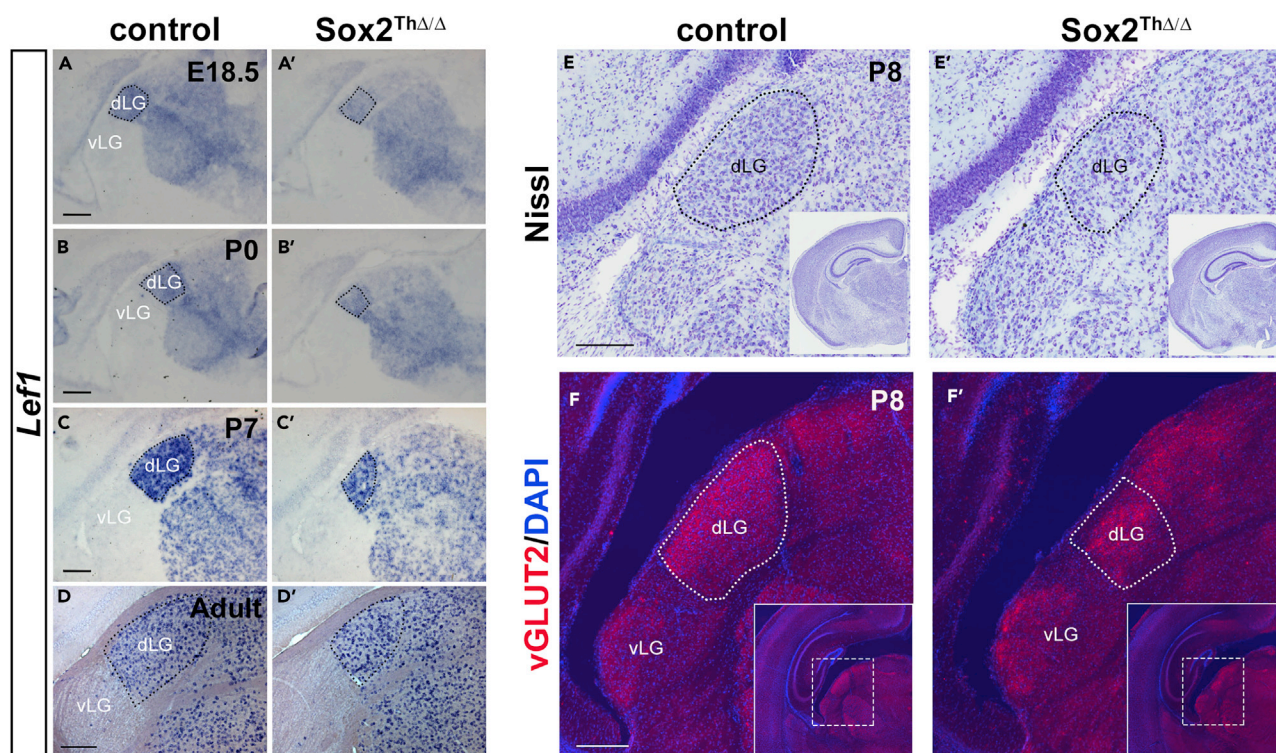 control Sox2ThΔ/Δ
control Sox2ThΔ/Δ
Lef1
A E18.5 dLG vLG
A′
B P0 dLG vLG
B′
C P7 dLG vLG
C′
D Adult dLG vLG
D′
Nissl
E P8 dLG
E′ dLG
vGLUT2/DAPI
F P8 dLG vLG
F′ dLG vLG